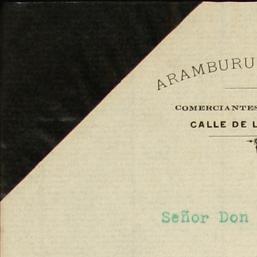 ARAMBURU
COMERCIANTES
CALLE DE L
Señor Don